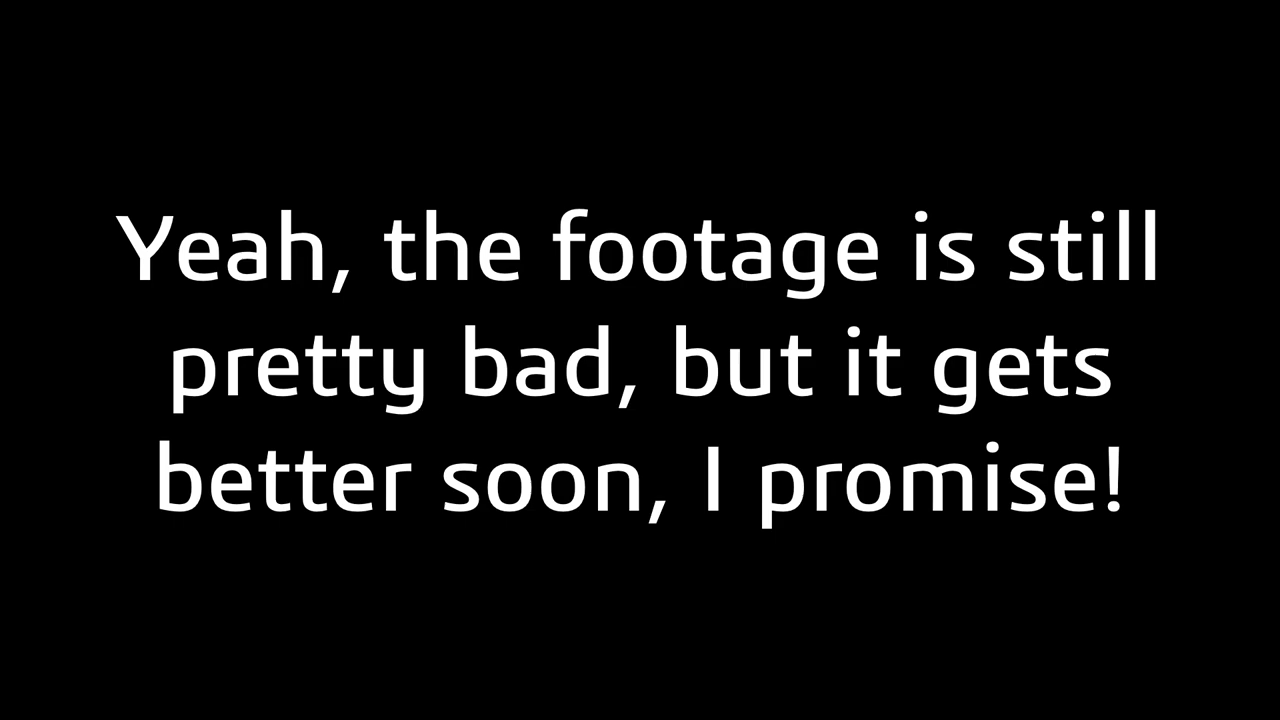 Yeah, the footage is still
pretty bad, but it gets
better soon, I promise!